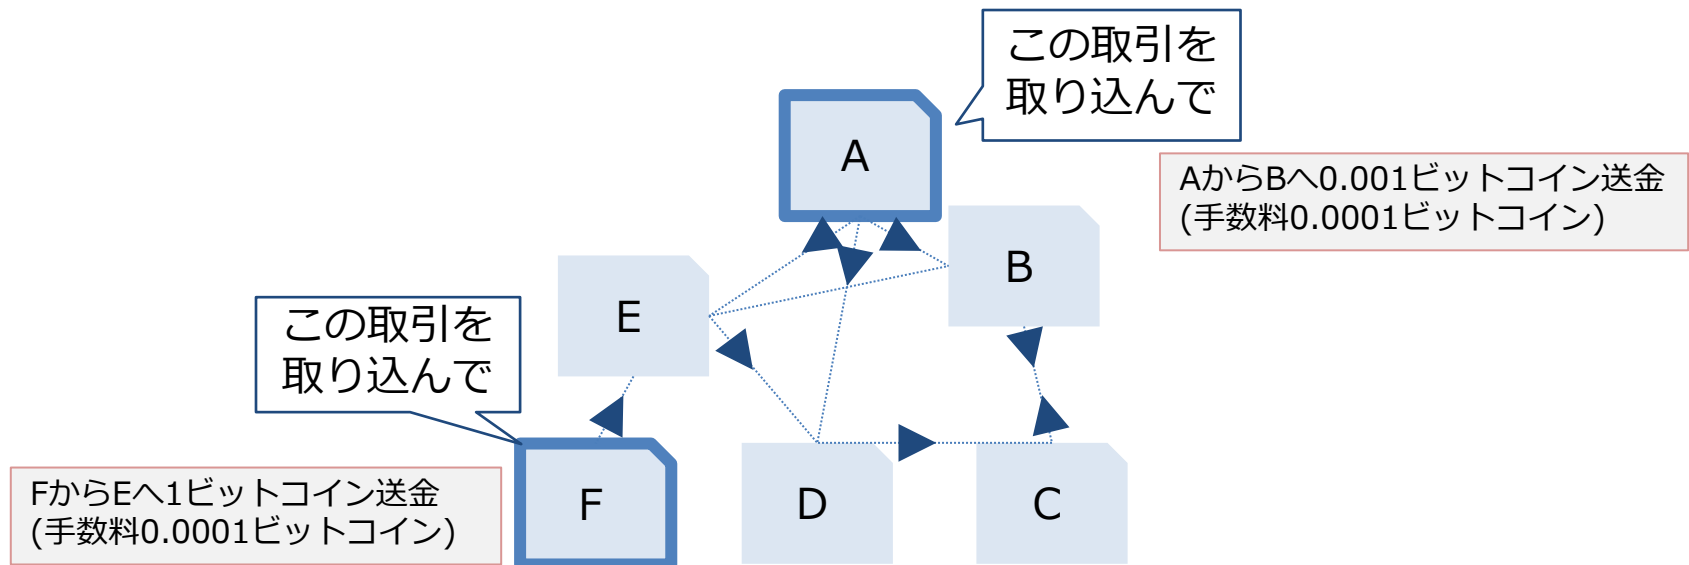 この取引を
取り込んで
A
AからBへ0.001ビットコイン送金
(手数料0.0001ビットコイン)
B
E
この取引を
取り込んで
F
FからEへ1ビットコイン送金
(手数料0.0001ビットコイン)
D
C